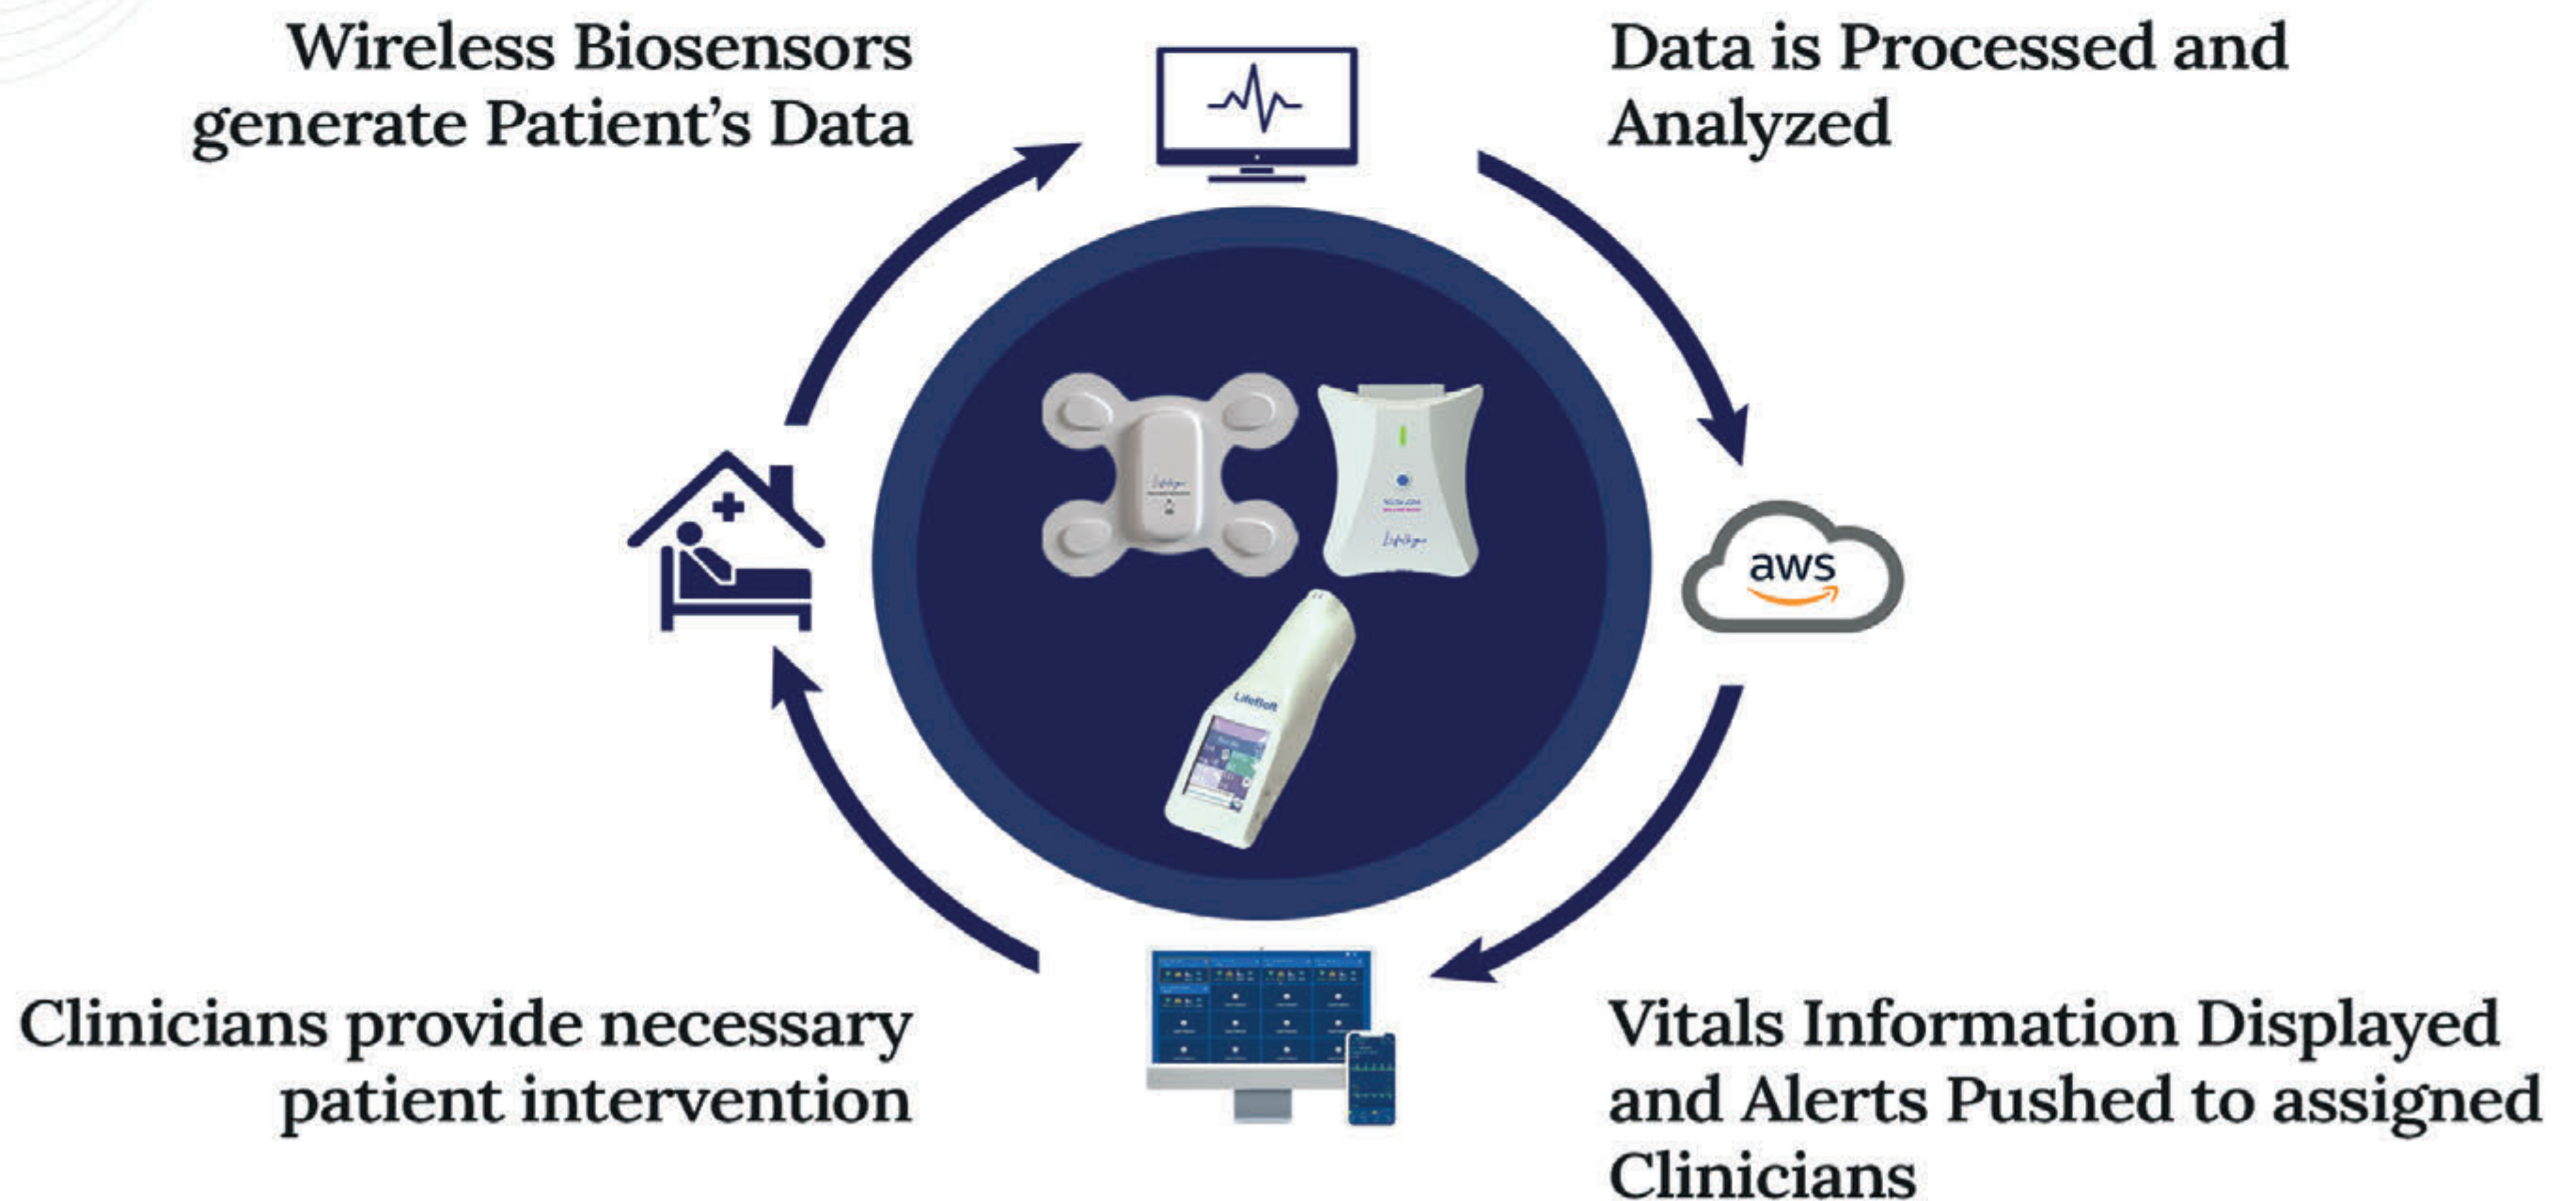 Wireless Biosensors
generate Patient's Data
Data is Processed and
Analyzed
aws
Clinicians provide necessary
patient intervention
Vitals Information Displayed
and Alerts Pushed to assigned
Clinicians